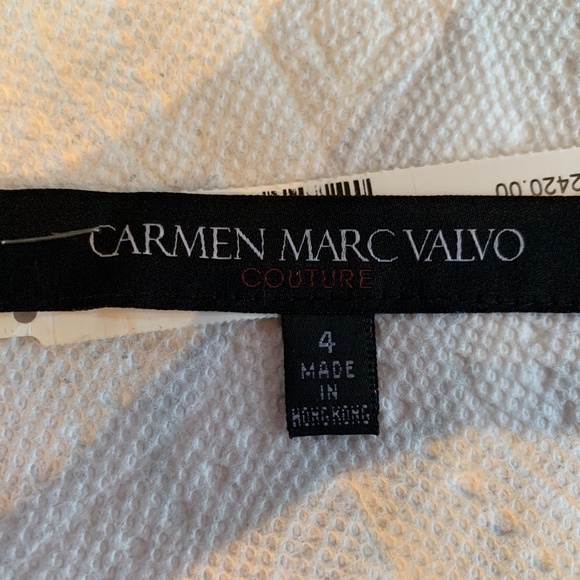 2420.00
CARMEN MARC VALVO
COUTURE
4
MADE
IN
HONG KONG